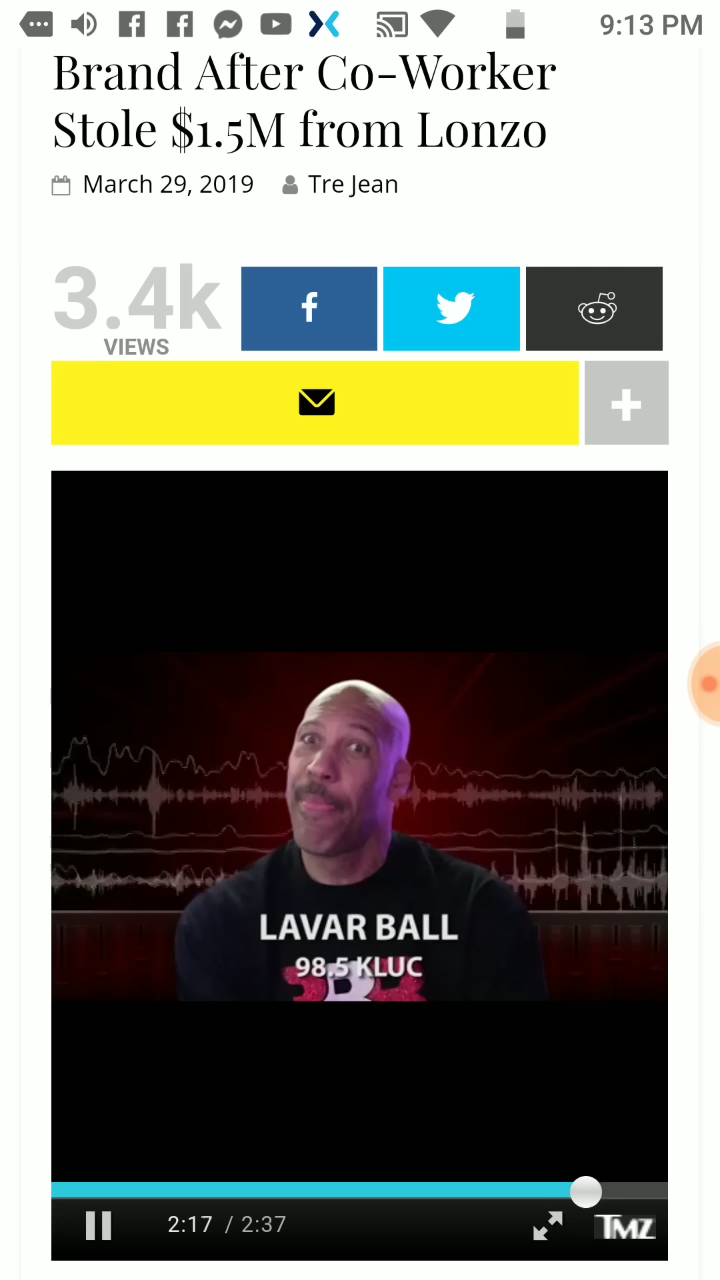 9:13 PM
Brand After Co-Worker
Stole $1.5M from Lonzo
March 29, 2019 Tre Jean
3.4k
VIEWS
LAVAR BALL
98.5 KLUC
BBB
2:17 / 2:37
TMZ